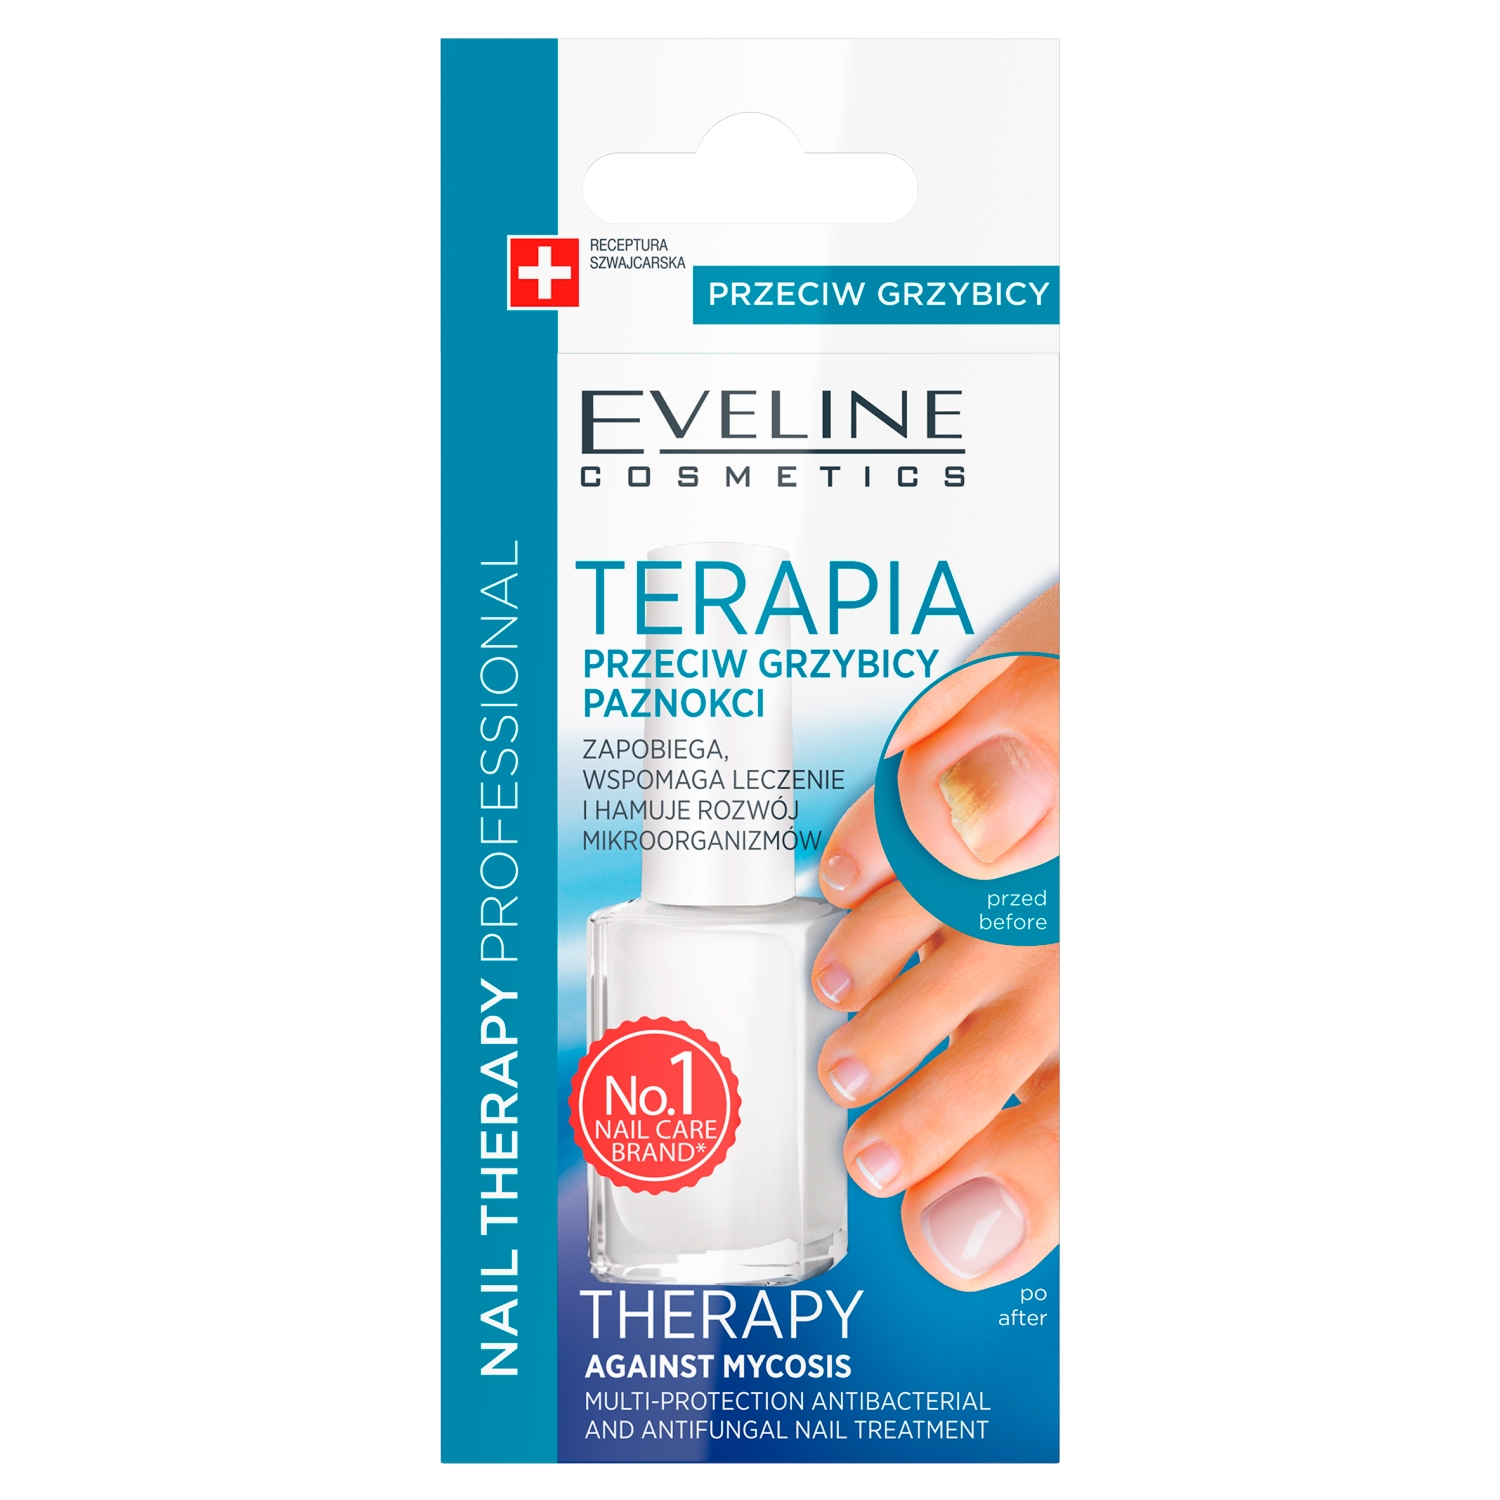 RECEPTURA
SZWAJCARSKA
PRZECIW GRZYBICY
EVELINE
COSMETICS
TERAPIA
PRZECIW GRZYBICY
PAZNOKCI
ZAPOBIEGA,
WSPOMAGA LECZENIE
I HAMUJE ROZWÓJ
MIKROORGANIZMÓW
przed
before
No.1
NAIL CARE
BRAND*
po
after
THERAPY
AGAINST MYCOSIS
MULTI-PROTECTION ANTIBACTERIAL
AND ANTIFUNGAL NAIL TREATMENT
NAIL THERAPY PROFESSIONAL